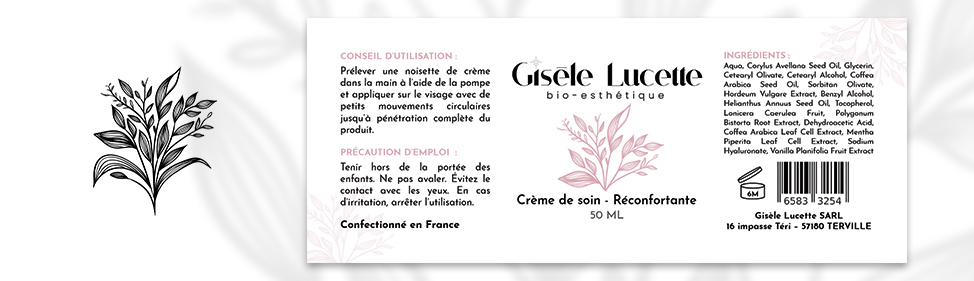 CONSEIL D'UTILISATION :
Prélever une noisette de crème
dans la main à l'aide de la pompe
et appliquer sur le visage avec de
petits mouvements circulaires
jusqu'à pénétration complète du
produit.
PRÉCAUTION D'EMPLOI :
Tenir hors de la portée des
enfants. Ne pas avaler. Évitez le
contact avec les yeux. En cas
d'irritation, arrêter l'utilisation.
Confectionné en France
Gisèle Lucette
bio-esthétique
Crème de soin - Réconfortante
50 ML
INGRÉDIENTS :
Aqua, Corylus Avellana Seed Oil, Glycerin,
Cetearyl Olivate, Cetearyl Alcohol, Coffea
Arabica Seed Oil, Sorbitan Olivate,
Hordeum Vulgare Extract, Benzyl Alcohol,
Helianthus Annuus Seed Oil, Tocopherol,
Lonicera Caerulea Fruit, Polygonum
Bistorta Root Extract, Dehydroacetic Acid,
Coffea Arabica Leaf Cell Extract, Mentha
Piperita Leaf Cell Extract, Sodium
Hyaluronate, Vanilla Planifolia Fruit Extract
6M
6583 3254
Gisèle Lucette SARL
16 impasse Téri – 57180 TERVILLE